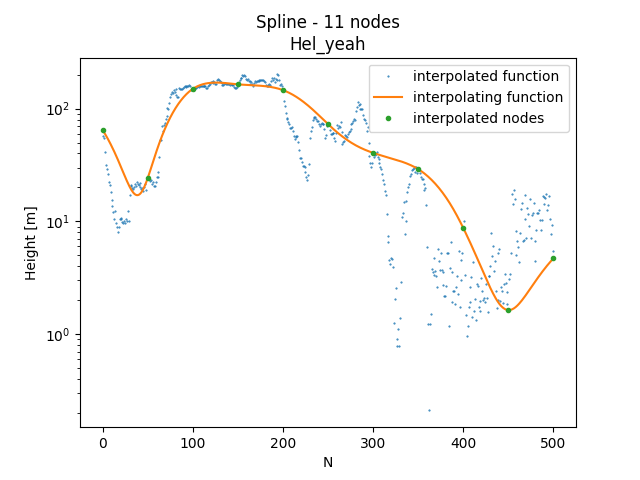 Spline - 11 nodes
Hel_yeah
interpolated function
interpolating function
interpolated nodes
Height [m]
10²
10¹
10⁰
0 100 200 300 400 500
N